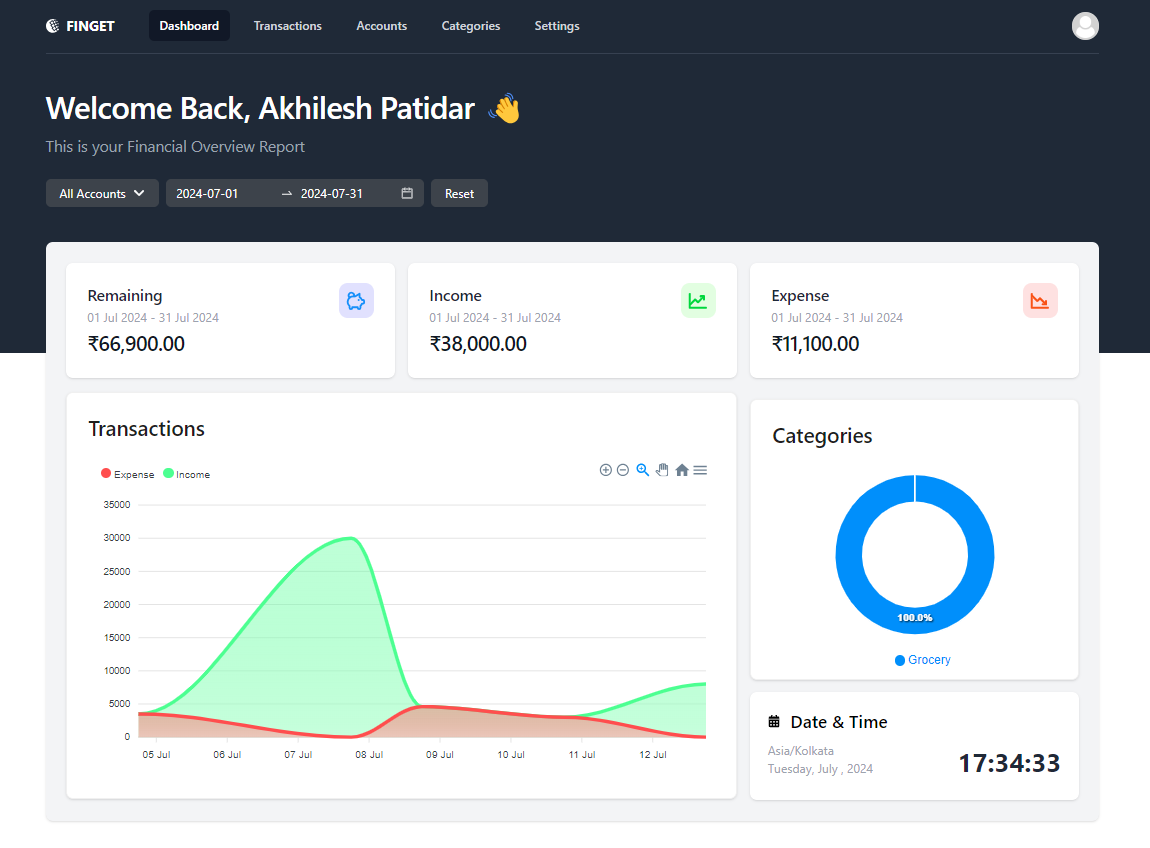 FINGET Dashboard Transactions Accounts Categories Settings
Welcome Back, Akhilesh Patidar 👋
This is your Financial Overview Report
All Accounts 2024-07-01 → 2024-07-31 Reset
Remaining
01 Jul 2024 - 31 Jul 2024
₹66,900.00
Income
01 Jul 2024 - 31 Jul 2024
₹38,000.00
Expense
01 Jul 2024 - 31 Jul 2024
₹11,100.00
Transactions
Expense Income
35000
30000
25000
20000
15000
10000
5000
0
05 Jul 06 Jul 07 Jul 08 Jul 09 Jul 10 Jul 11 Jul 12 Jul
Categories
100.0%
Grocery
Date & Time
Asia/Kolkata
Tuesday, July , 2024
17:34:33